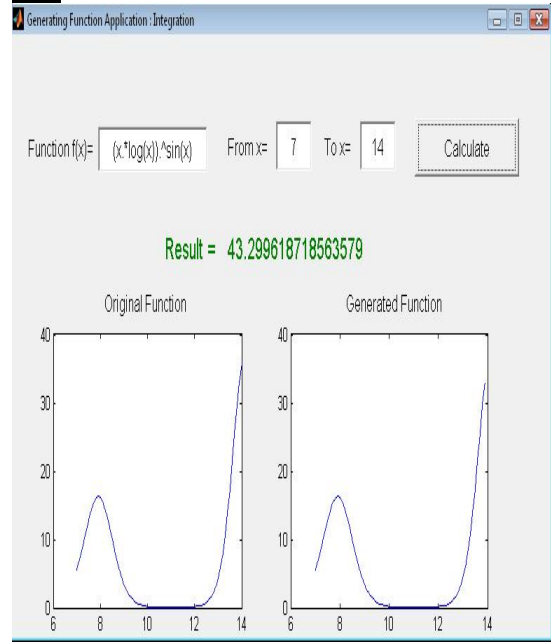 Generating Function Application : Integration
Function f(x)= (x.*log(x)).^sin(x) From x= 7 To x= 14 Calculate
Result = 43.299618718563579
Original Function Generated Function
40 40
30 30
20 20
10 10
0 0
6 8 10 12 14 6 8 10 12 14